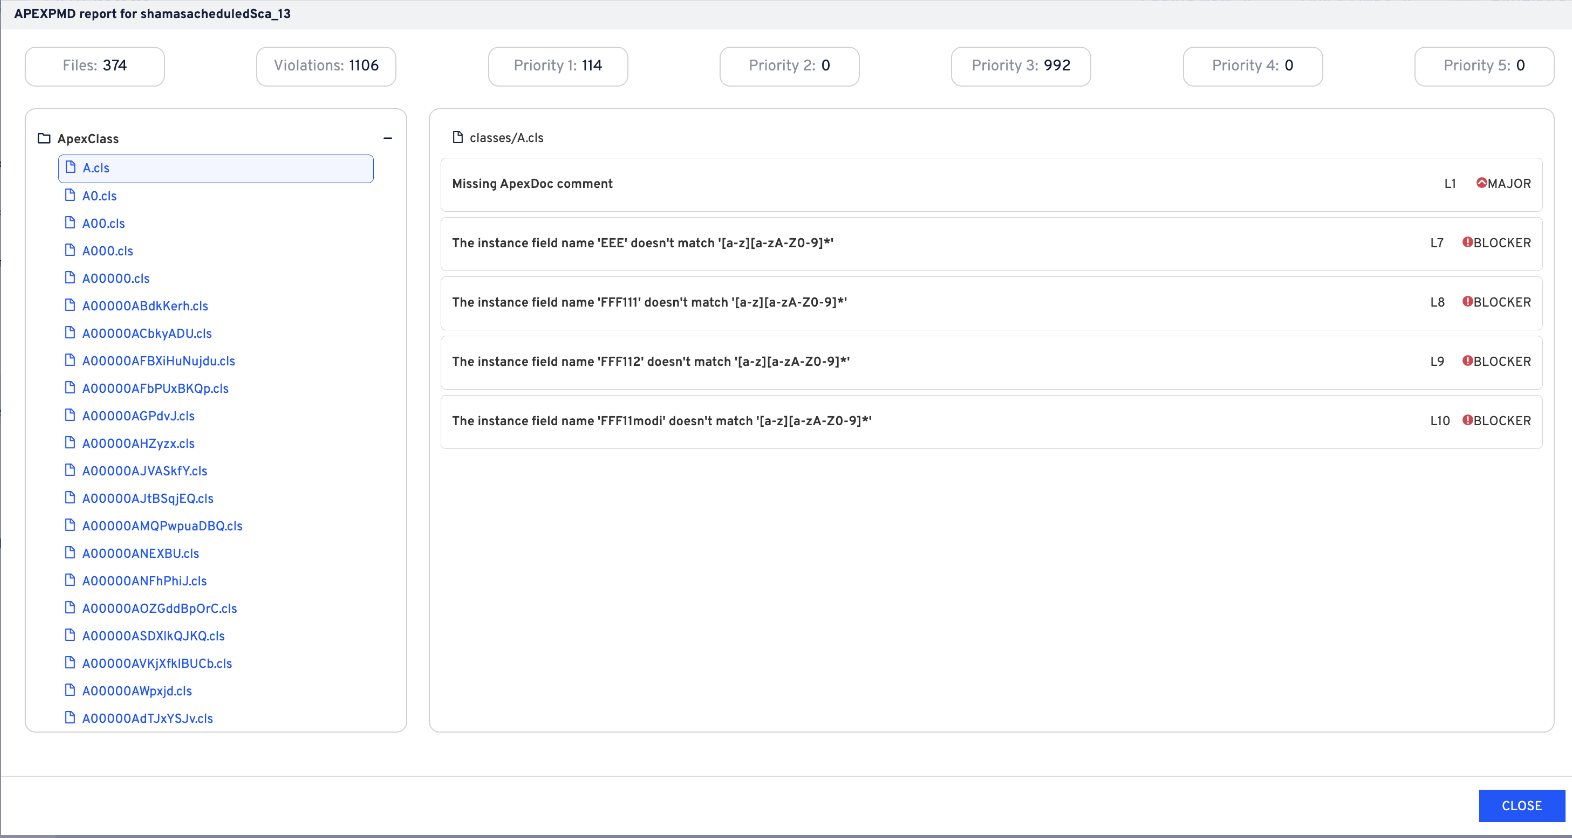 APEXPMD report for shamasacheduledSca_13
Files: 374
Violations: 1106
Priority 1: 114
Priority 2: 0
Priority 3: 992
Priority 4: 0
Priority 5: 0
ApexClass
A.cls
A0.cls
A00.cls
A000.cls
A00000.cls
A00000ABdkKerh.cls
A00000ACbkyADU.cls
A00000AFBXiHuNujdu.cls
A00000AFbPUxBKQp.cls
A00000AGPdvJ.cls
A00000AHZyzx.cls
A00000AJVASkfY.cls
A00000AJtBSqjEQ.cls
A00000AMQPwpuaDBQ.cls
A00000ANEXBU.cls
A00000ANFhPhiJ.cls
A00000AOZGddBpOrC.cls
A00000ASDXlkQJKQ.cls
A00000AVKjXfklBUCb.cls
A00000AWpxjd.cls
A00000AdTJxYSJv.cls
classes/A.cls
Missing ApexDoc comment L1 MAJOR
The instance field name 'EEE' doesn't match '[a-z][a-zA-Z0-9]*' L7 BLOCKER
The instance field name 'FFF111' doesn't match '[a-z][a-zA-Z0-9]*' L8 BLOCKER
The instance field name 'FFF112' doesn't match '[a-z][a-zA-Z0-9]*' L9 BLOCKER
The instance field name 'FFF11modi' doesn't match '[a-z][a-zA-Z0-9]*' L10 BLOCKER
CLOSE